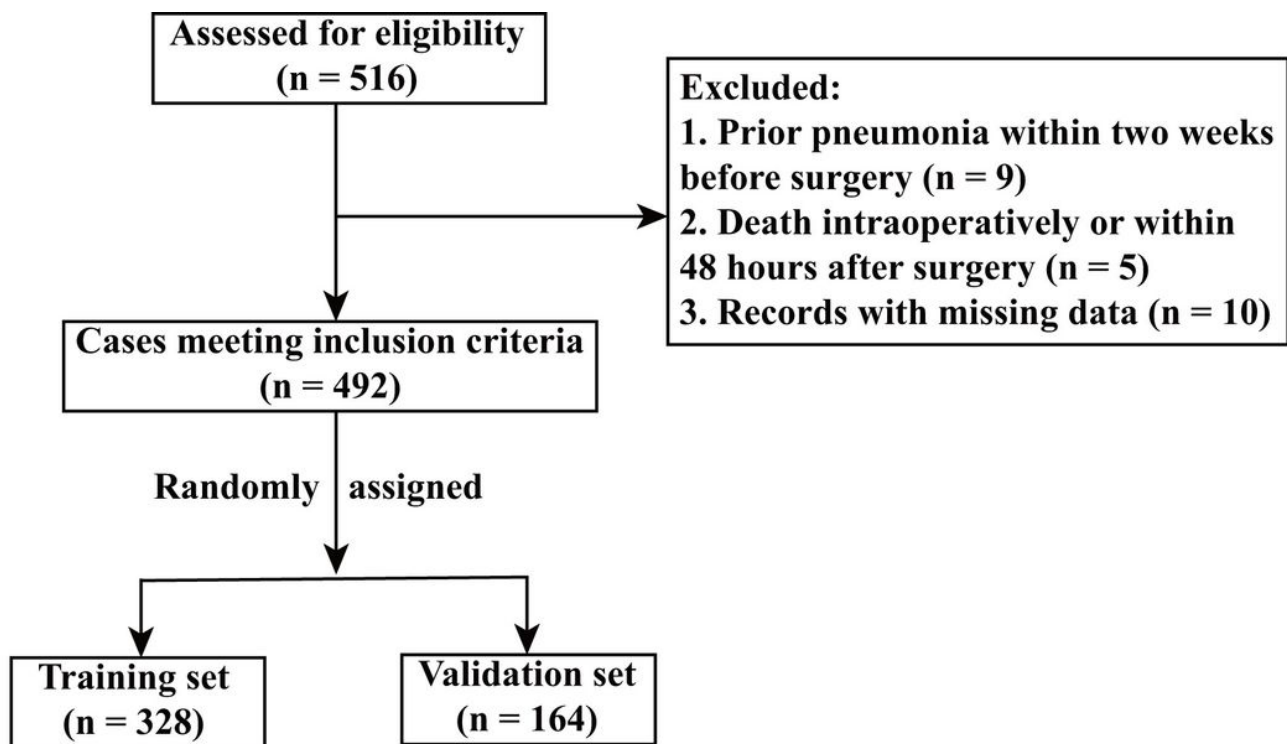 Assessed for eligibility
(n = 516)
Excluded:
1. Prior pneumonia within two weeks
before surgery (n = 9)
2. Death intraoperatively or within
48 hours after surgery (n = 5)
3. Records with missing data (n = 10)
Cases meeting inclusion criteria
(n = 492)
Randomly assigned
Training set
(n = 328)
Validation set
(n = 164)